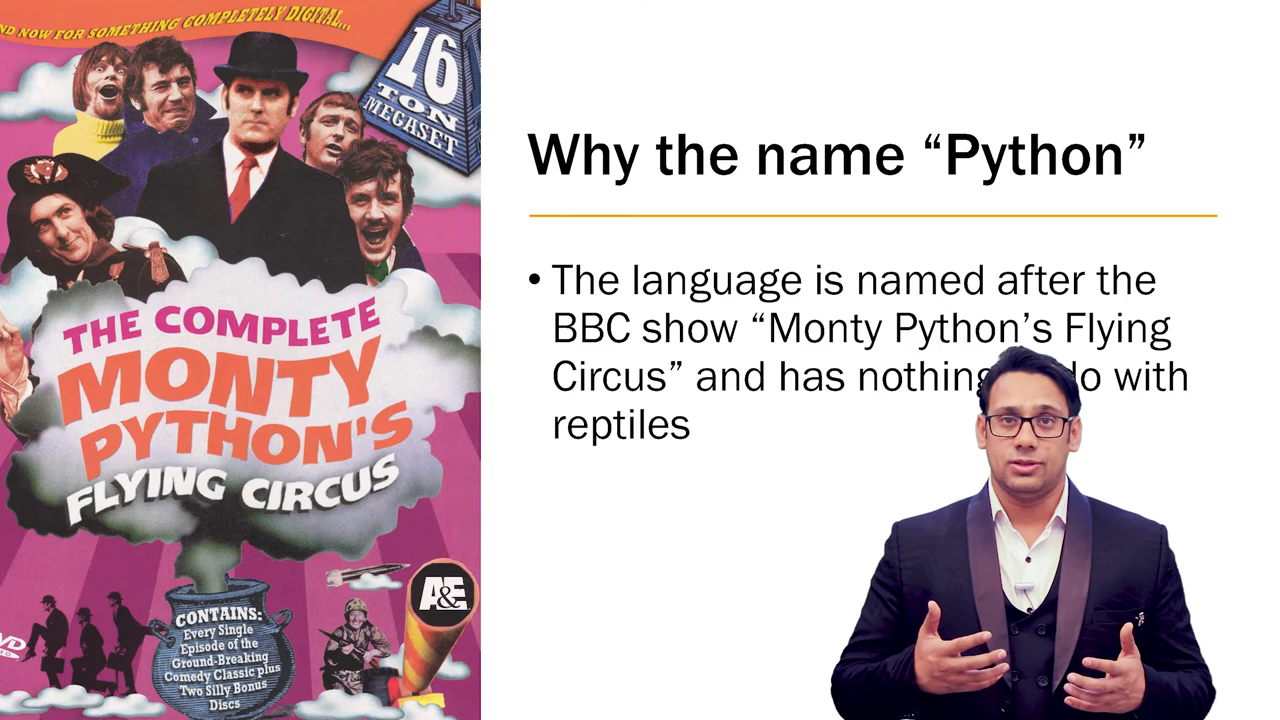 ND NOW FOR SOMETHING COMPLETELY DIGITAL...
16
TON
MEGASET
THE COMPLETE
MONTY
PYTHON'S
FLYING CIRCUS
CONTAINS:
Every Single
Episode of the
Ground-Breaking
Comedy Classic plus
Two Silly Bonus
Discs
A&E
Why the name “Python”
• The language is named after the
BBC show “Monty Python’s Flying
Circus” and has nothing do with
reptiles